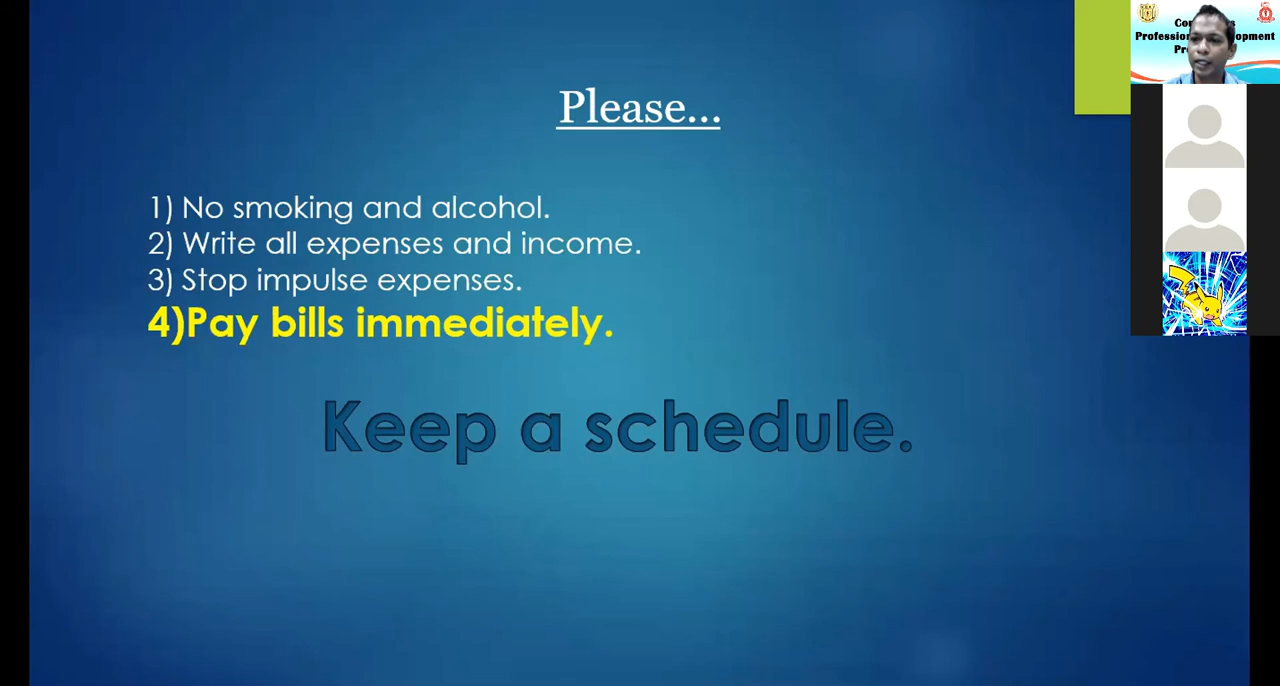 Please...
1) No smoking and alcohol.
2) Write all expenses and income.
3) Stop impulse expenses.
4)Pay bills immediately.
Keep a schedule.
Professional